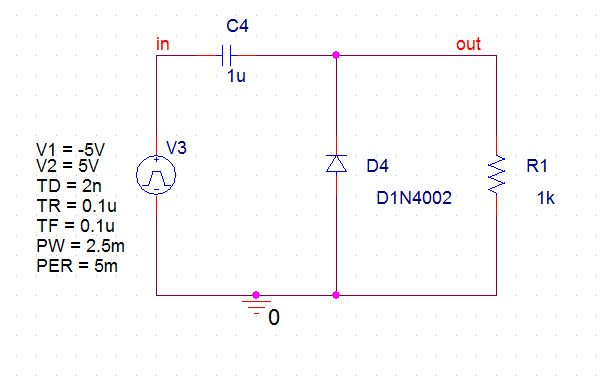 C4
in
out
1u
V1 = -5V
V2 = 5V
TD = 2n
TR = 0.1u
TF = 0.1u
PW = 2.5m
PER = 5m
V3
D4
D1N4002
R1
1k
0